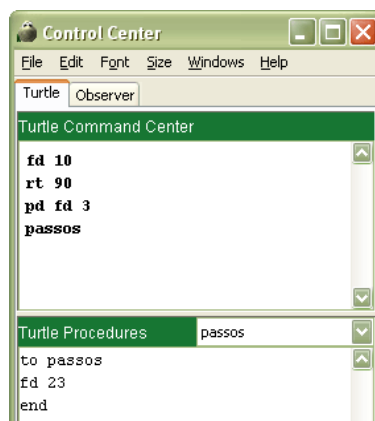 Control Center
File Edit Font Size Windows Help
Turtle Observer
Turtle Command Center
fd 10
rt 90
pd fd 3
passos
Turtle Procedures passos
to passos
fd 23
end